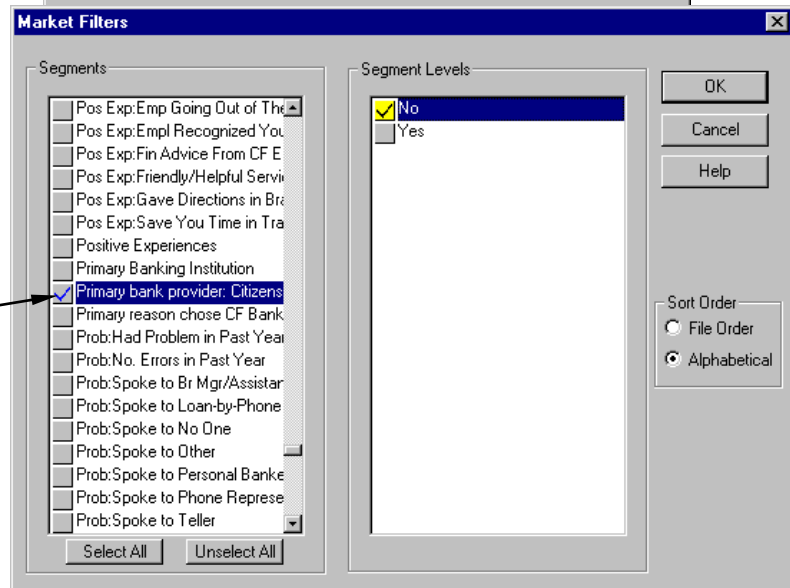 Market Filters
Segments
Pos Exp:Emp Going Out of The
Pos Exp:Empl Recognized You
Pos Exp:Fin Advice From CF E
Pos Exp:Friendly/Helpful Servi
Pos Exp:Gave Directions in Bra
Pos Exp:Save You Time in Tra
Positive Experiences
Primary Banking Institution
Primary bank provider: Citizens
Primary reason chose CF Bank
Prob:Had Problem in Past Year
Prob:No. Errors in Past Year
Prob:Spoke to Br Mgr/Assistan
Prob:Spoke to Loan-by-Phone
Prob:Spoke to No One
Prob:Spoke to Other
Prob:Spoke to Personal Banke
Prob:Spoke to Phone Represe
Prob:Spoke to Teller
Select All
Unselect All
Segment Levels
No
Yes
OK
Cancel
Help
Sort Order
File Order
Alphabetical